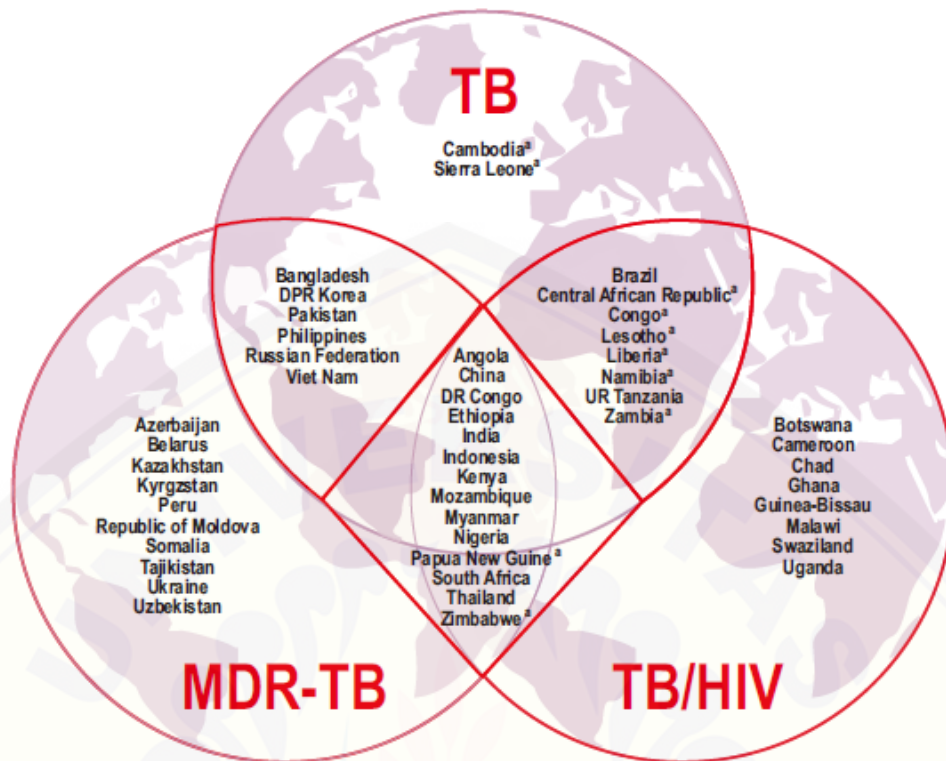 TB
Cambodiaª
Sierra Leoneª
Bangladesh
DPR Korea
Pakistan
Philippines
Russian Federation
Viet Nam
Brazil
Central African Republicª
Congoª
Lesothoª
Liberiaª
Namibiaª
UR Tanzania
Zambiaª
Angola
China
DR Congo
Ethiopia
India
Indonesia
Kenya
Mozambique
Myanmar
Nigeria
Papua New Guineª
South Africa
Thailand
Zimbabweª
Azerbaijan
Belarus
Kazakhstan
Kyrgzstan
Peru
Republic of Moldova
Somalia
Tajikistan
Ukraine
Uzbekistan
Botswana
Cameroon
Chad
Ghana
Guinea-Bissau
Malawi
Swaziland
Uganda
MDR-TB
TB/HIV